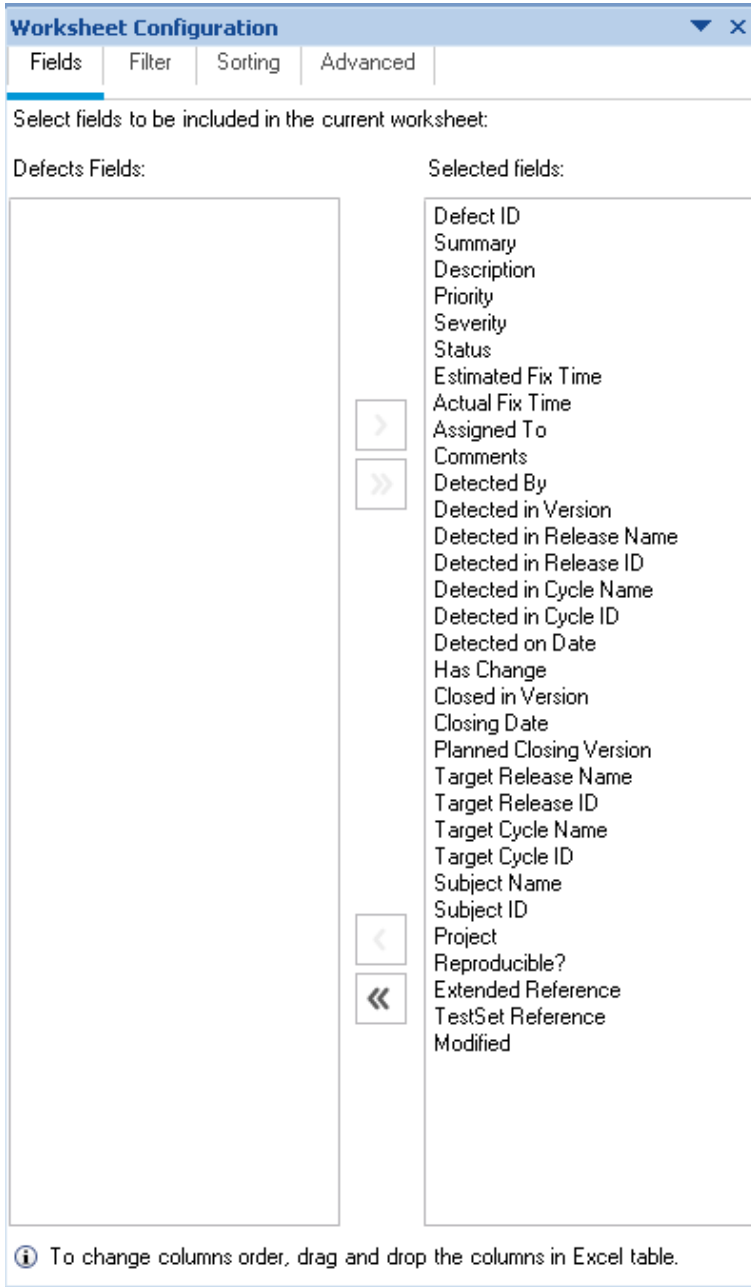 Worksheet Configuration
Fields Filter Sorting Advanced
Select fields to be included in the current worksheet:
Defects Fields: Selected fields:
Defect ID
Summary
Description
Priority
Severity
Status
Estimated Fix Time
Actual Fix Time
Assigned To
Comments
Detected By
Detected in Version
Detected in Release Name
Detected in Release ID
Detected in Cycle Name
Detected in Cycle ID
Detected on Date
Has Change
Closed in Version
Closing Date
Planned Closing Version
Target Release Name
Target Release ID
Target Cycle Name
Target Cycle ID
Subject Name
Subject ID
Project
Reproducible?
Extended Reference
TestSet Reference
Modified
To change columns order, drag and drop the columns in Excel table.